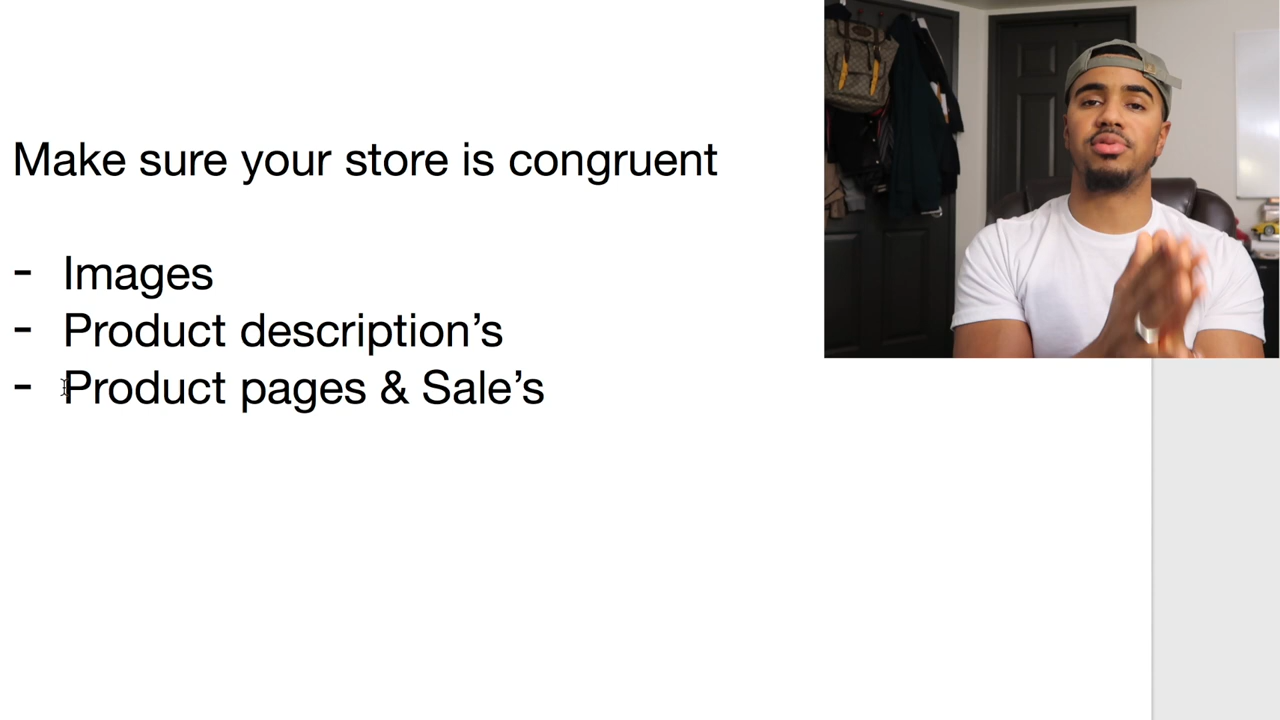 Make sure your store is congruent
- Images
- Product description’s
- Product pages & Sale’s